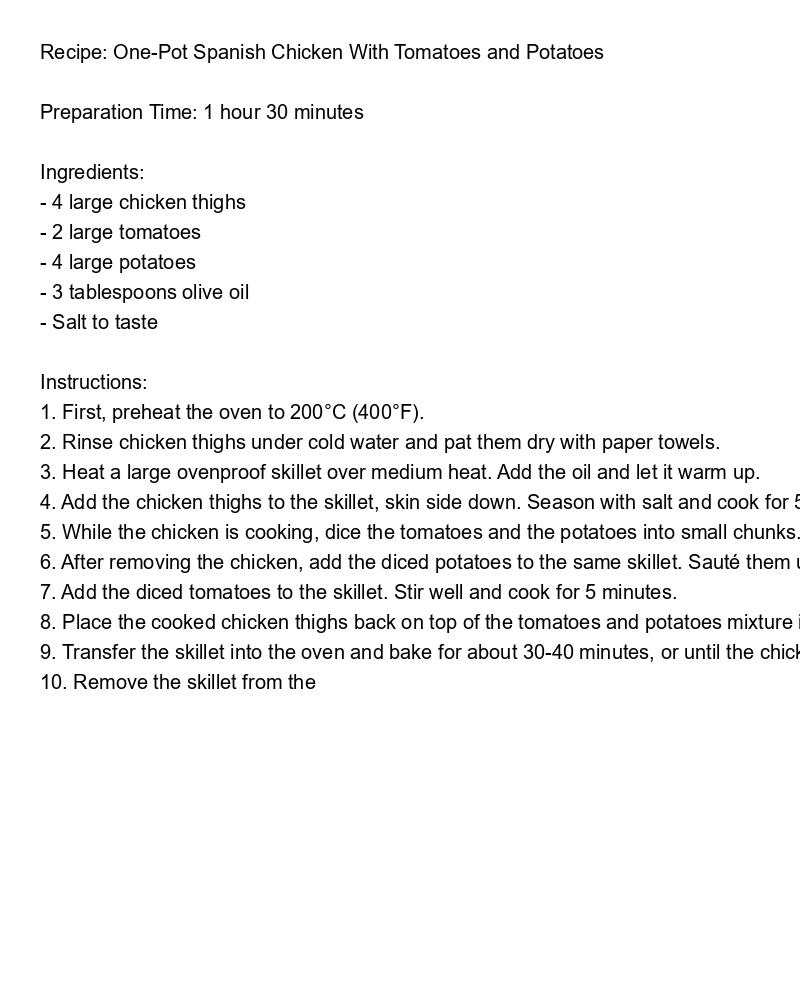 Recipe: One-Pot Spanish Chicken With Tomatoes and Potatoes
Preparation Time: 1 hour 30 minutes
Ingredients:
- 4 large chicken thighs
- 2 large tomatoes
- 4 large potatoes
- 3 tablespoons olive oil
- Salt to taste
Instructions:
1. First, preheat the oven to 200°C (400°F).
2. Rinse chicken thighs under cold water and pat them dry with paper towels.
3. Heat a large ovenproof skillet over medium heat. Add the oil and let it warm up.
4. Add the chicken thighs to the skillet, skin side down. Season with salt and cook for
5. While the chicken is cooking, dice the tomatoes and the potatoes into small chunks.
6. After removing the chicken, add the diced potatoes to the same skillet. Sauté them
7. Add the diced tomatoes to the skillet. Stir well and cook for 5 minutes.
8. Place the cooked chicken thighs back on top of the tomatoes and potatoes mixture
9. Transfer the skillet into the oven and bake for about 30-40 minutes, or until the
10. Remove the skillet from the